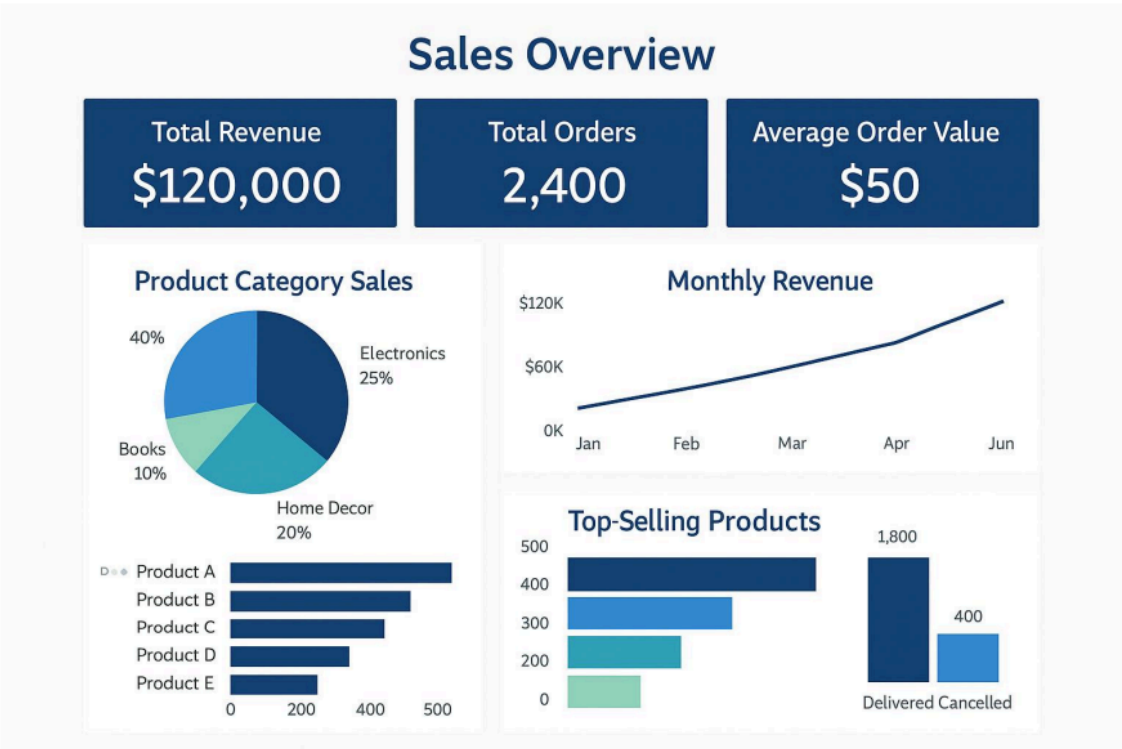 Sales Overview
Total Revenue
$120,000
Total Orders
2,400
Average Order Value
$50
Product Category Sales
40%
Electronics
25%
Books
10%
Home Decor
20%
Product A
Product B
Product C
Product D
Product E
0 200 400 500
Monthly Revenue
$120K
$60K
0K
Jan Feb Mar Apr Jun
Top-Selling Products
500
400
300
200
0
1,800
400
Delivered Cancelled